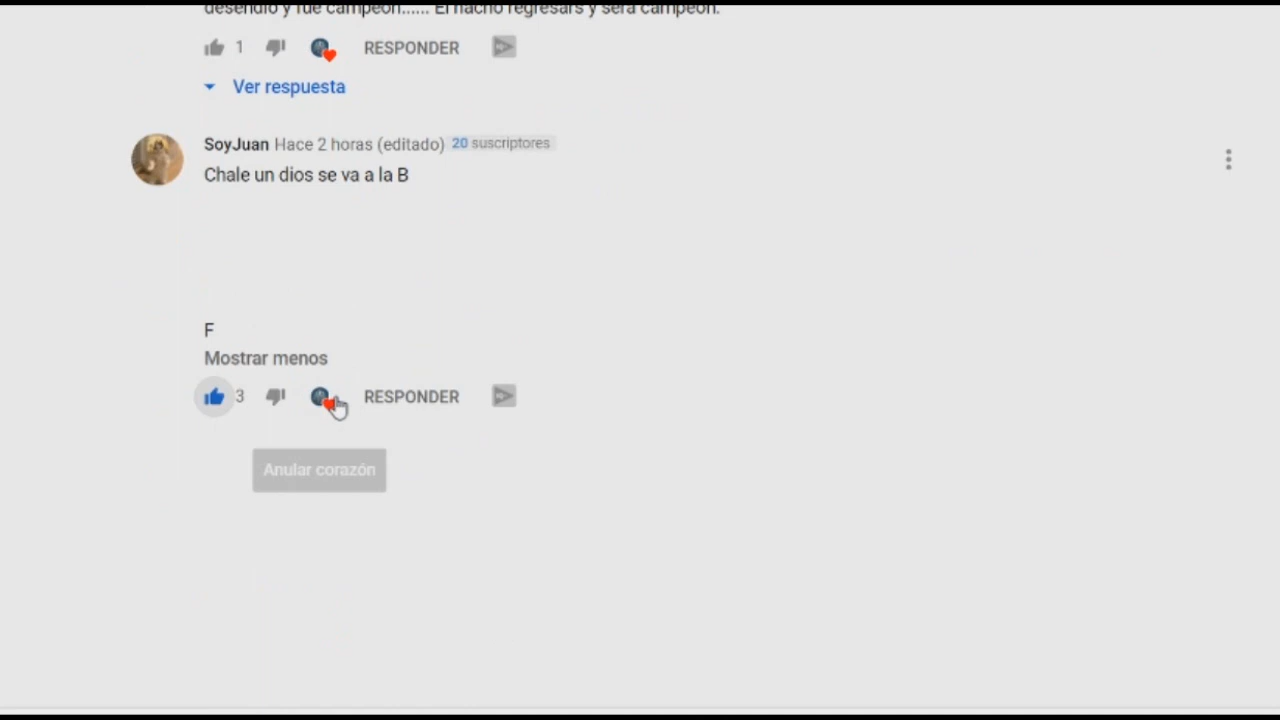 desendio y fue campeon...... El nacho regresars y sera campeon.
1 RESPONDER
Ver respuesta
SoyJuan Hace 2 horas (editado) 20 suscriptores
Chale un dios se va a la B
F
Mostrar menos
3 RESPONDER
Anular corazón